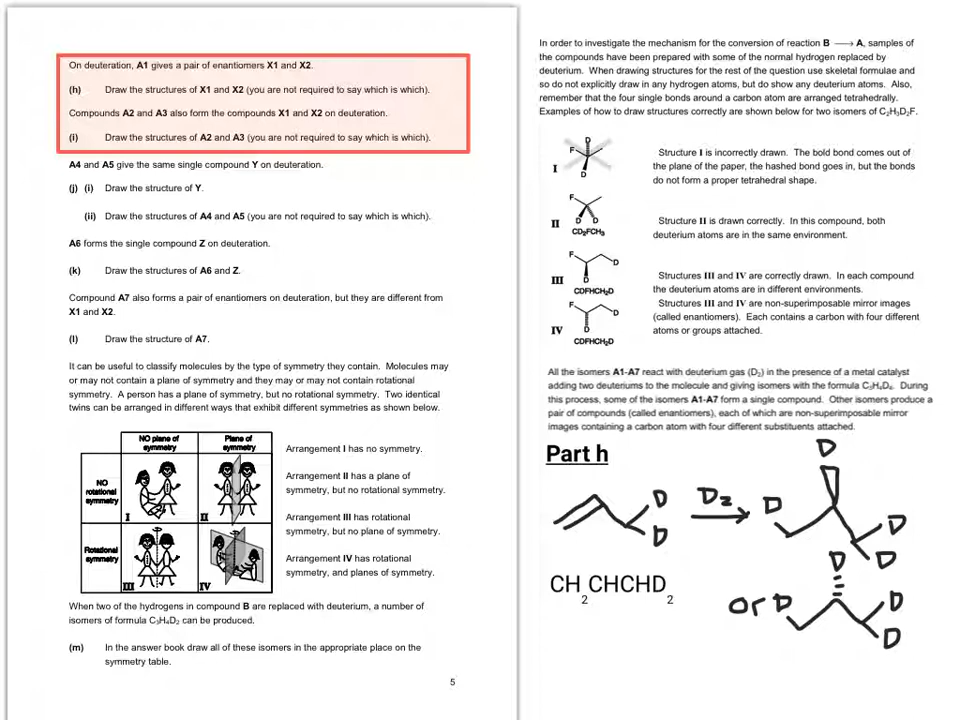 On deuteration, A1 gives a pair of enantiomers X1 and X2.
(h) Draw the structures of X1 and X2 (you are not required to say which is which).
Compounds A2 and A3 also form the compounds X1 and X2 on deuteration.
(i) Draw the structures of A2 and A3 (you are not required to say which is which).
A4 and A5 give the same single compound Y on deuteration.
(j) (i) Draw the structure of Y.
(ii) Draw the structures of A4 and A5 (you are not required to say which is which).
A6 forms the single compound Z on deuteration.
(k) Draw the structures of A6 and Z.
Compound A7 also forms a pair of enantiomers on deuteration, but they are different from
X1 and X2.
(l) Draw the structure of A7.
It can be useful to classify molecules by the type of symmetry they contain. Molecules may
or may not contain a plane of symmetry and they may or may not contain rotational
symmetry. A person has a plane of symmetry, but no rotational symmetry. Two identical
twins can be arranged in different ways that exhibit different symmetries as shown below.
NO plane of
symmetry
Plane of
symmetry
NO
rotational
symmetry
I
II
Rotational
symmetry
III
IV
Arrangement I has no symmetry.
Arrangement II has a plane of
symmetry, but no rotational symmetry.
Arrangement III has rotational
symmetry, but no plane of symmetry.
Arrangement IV has rotational
symmetry, and planes of symmetry.
When two of the hydrogens in compound B are replaced with deuterium, a number of
isomers of formula C₃H₄D₂ can be produced.
(m) In the answer book draw all of these isomers in the appropriate place on the
symmetry table.
5
In order to investigate the mechanism for the conversion of reaction B ⟶ A, samples of
the compounds have been prepared with some of the normal hydrogen replaced by
deuterium. When drawing structures for the rest of the question use skeletal formulae and
so do not explicitly draw in any hydrogen atoms, but do show any deuterium atoms. Also,
remember that the four single bonds around a carbon atom are arranged tetrahedrally.
Examples of how to draw structures correctly are shown below for two isomers of C₂H₃D₂F.
D
F
D
I
Structure I is incorrectly drawn. The bold bond comes out of
the plane of the paper, the hashed bond goes in, but the bonds
do not form a proper tetrahedral shape.
F
D D
II
CD₂FCH₃
Structure II is drawn correctly. In this compound, both
deuterium atoms are in the same environment.
F
D
D
III
CDFHCH₂D
Structures III and IV are correctly drawn. In each compound
the deuterium atoms are in different environments.
F
D
D
IV
CDFHCH₂D
Structures III and IV are non-superimposable mirror images
(called enantiomers). Each contains a carbon with four different
atoms or groups attached.
All the isomers A1-A7 react with deuterium gas (D₂) in the presence of a metal catalyst
adding two deuteriums to the molecule and giving isomers with the formula C₃H₄D₄. During
this process, some of the isomers A1-A7 form a single compound. Other isomers produce a
pair of compounds (called enantiomers), each of which are non-superimposable mirror
images containing a carbon atom with four different substituents attached.
Part h
D
D
D₂
D
D
D
D
CH₂CHCHD₂
or D
D
D
D